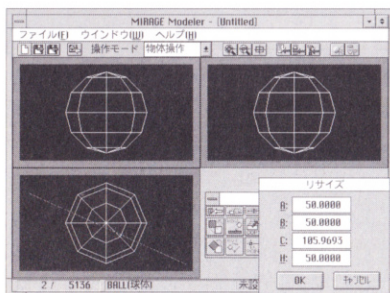 MIRAGE Modeler - [Untitled]
ファイル(F) ウインドウ(W) ヘルプ(H)
操作モード 物体操作
リサイズ
A: 50.0000
B: 50.0000
C: 105.9693
H: 50.0000
OK キャンセル
2/ 5136 BALL(球体) 未設